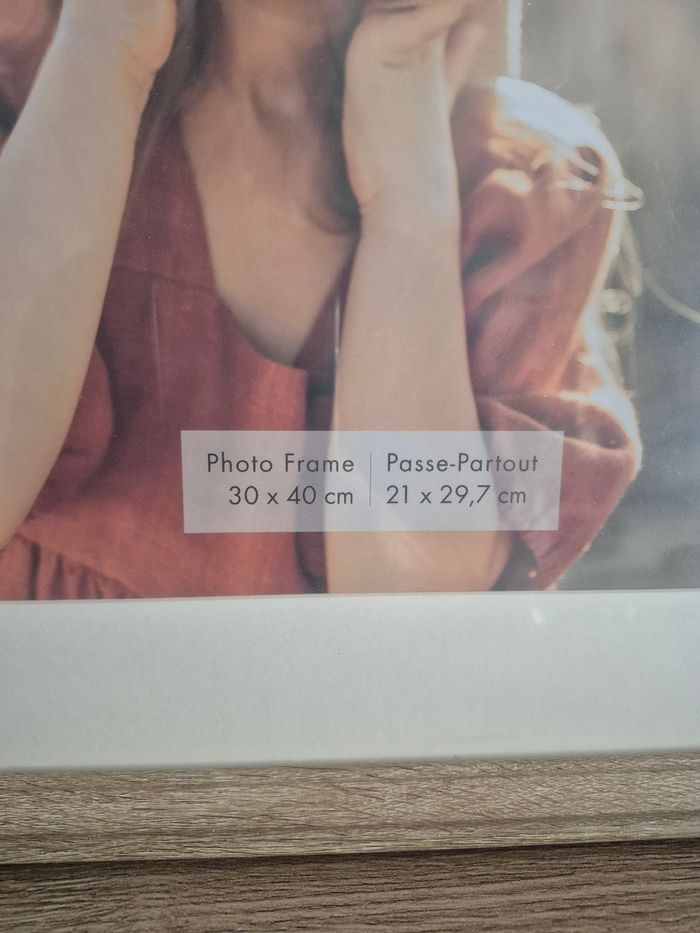 Photo Frame | Passe-Partout
30 x 40 cm | 21 x 29,7 cm